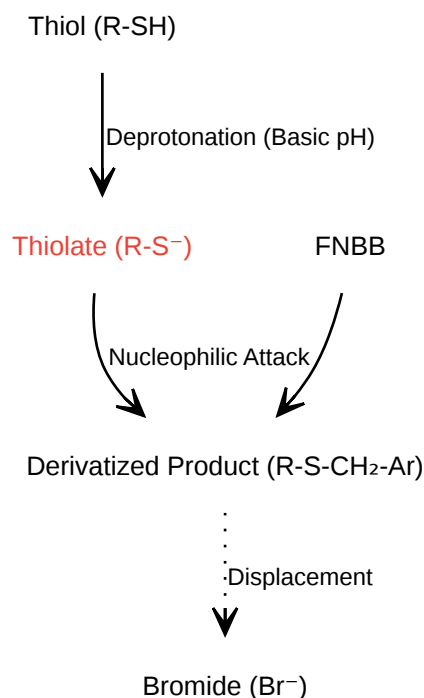 Thiol (R-SH)
Deprotonation (Basic pH)
Thiolate (R-S⁻)
FNBB
Nucleophilic Attack
Derivatized Product (R-S-CH₂-Ar)
Displacement
Bromide (Br⁻)